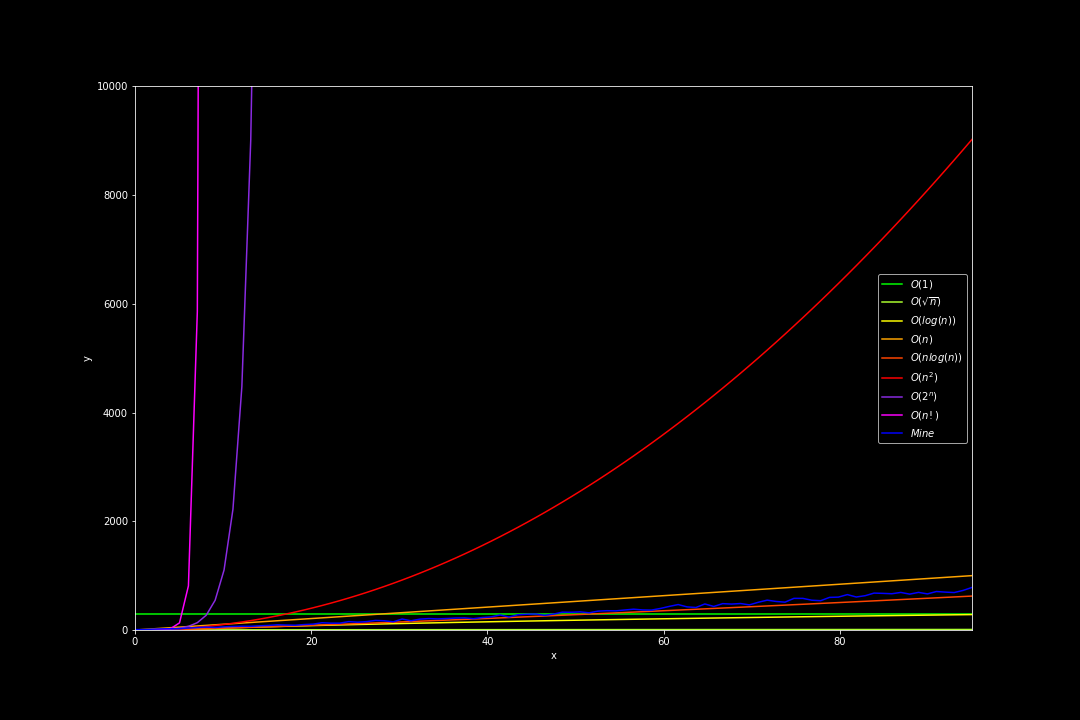 10000
8000
6000
4000
2000
0
y
0 20 40 60 80
x
O(1)
O(√n)
O(log(n))
O(n)
O(nlog(n))
O(n²)
O(2ⁿ)
O(n!)
Mine